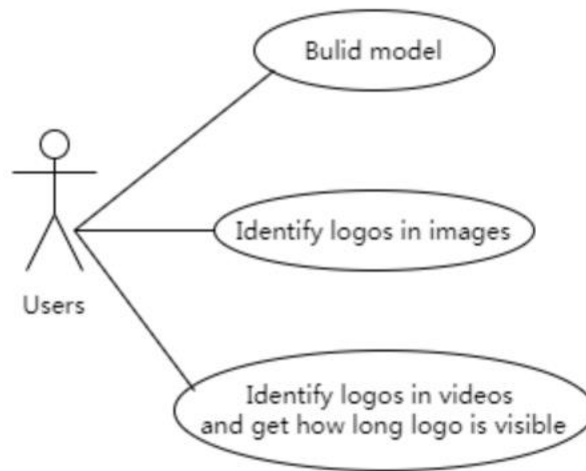 Bulid model
Identify logos in images
Users
Identify logos in videos
and get how long logo is visible